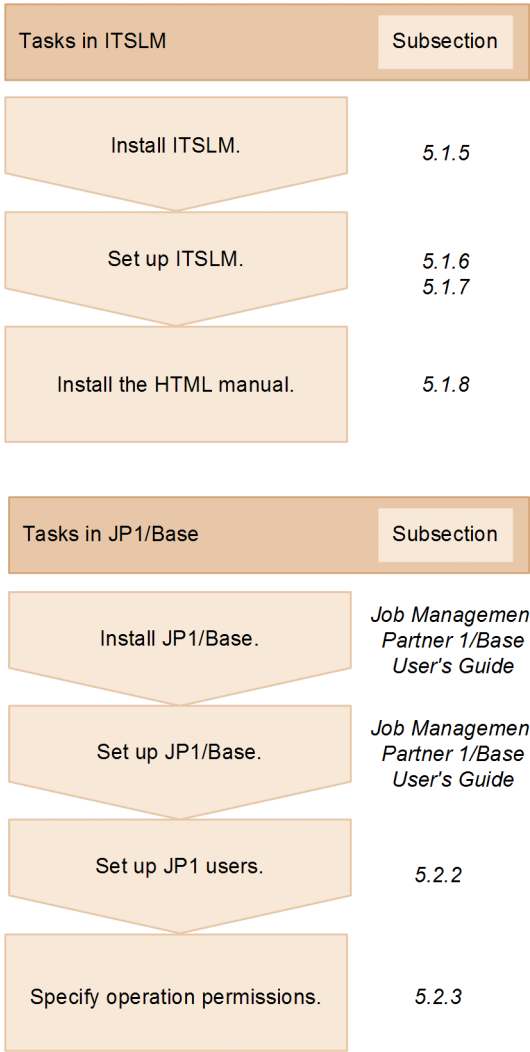 Tasks in ITSLM
Subsection
Install ITSLM.
5.1.5
Set up ITSLM.
5.1.6
5.1.7
Install the HTML manual.
5.1.8
Tasks in JP1/Base
Subsection
Install JP1/Base.
Job Managemen
Partner 1/Base
User's Guide
Set up JP1/Base.
Job Managemen
Partner 1/Base
User's Guide
Set up JP1 users.
5.2.2
Specify operation permissions.
5.2.3